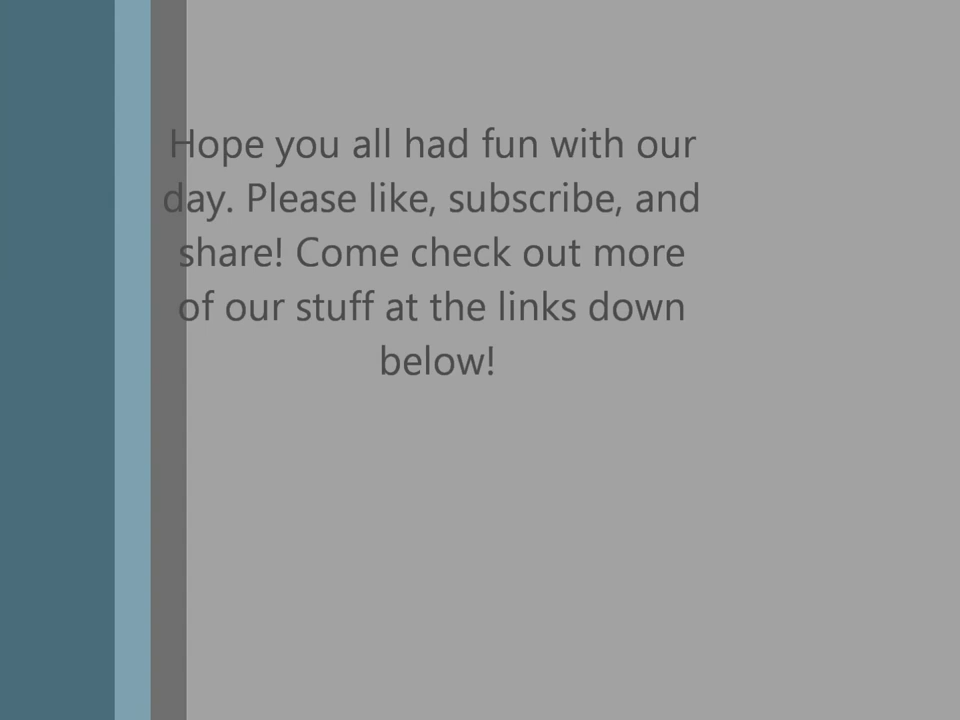 Hope you all had fun with our
day. Please like, subscribe, and
share! Come check out more
of our stuff at the links down
below!